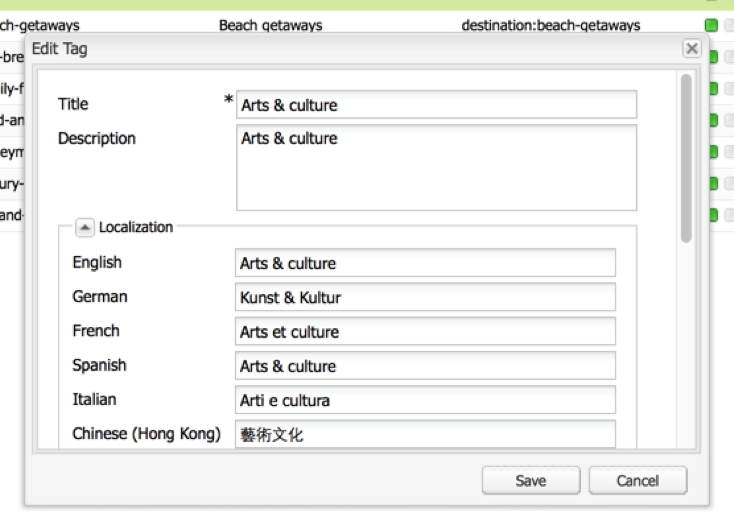 ch-getaways Beach getaways destination:beach-getaways
Edit Tag
-bre
ily-f
d-an
eym
ury-
and-
Title * Arts & culture
Description Arts & culture
Localization
English Arts & culture
German Kunst & Kultur
French Arts et culture
Spanish Arts & culture
Italian Arti e cultura
Chinese (Hong Kong) 藝術文化
Save Cancel